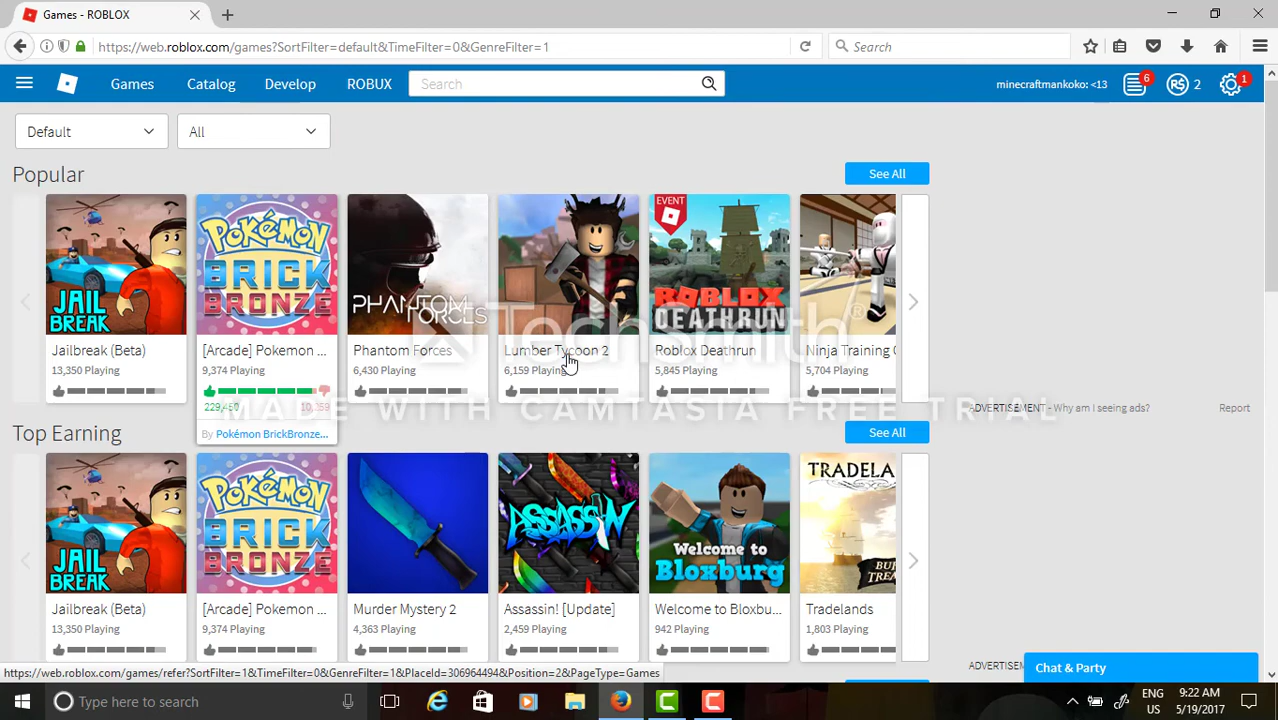 Games - ROBLOX
https://web.roblox.com/games?SortFilter=default&TimeFilter=0&GenreFilter=1
Search
Games
Catalog
Develop
ROBUX
Search
minecraftmankoko: <13
6
R$ 2
1
Default
All
Popular
See All
JAIL
BREAK
POKéMON
BRICK
BRONZE
PHANTOM FORCES
EVENT
ROBLOX
DEATHRUN
Jailbreak (Beta)
[Arcade] Pokemon ...
Phantom Forces
Lumber Tycoon 2
Roblox Deathrun
Ninja Training
13,350 Playing
9,374 Playing
6,430 Playing
6,159 Playing
5,845 Playing
5,704 Playing
TechSmith®
229,460
MADE WITH CAMTASIA FREE TRIAL
By Pokémon BrickBronze...
ADVERTISEMENT - Why am I seeing ads?
Report
Top Earning
See All
JAIL
BREAK
POKéMON
BRICK
BRONZE
ASSASSIN
Welcome to
Bloxburg
TRADELA
Jailbreak (Beta)
[Arcade] Pokemon ...
Murder Mystery 2
Assassin! [Update]
Welcome to Bloxbu...
Tradelands
13,350 Playing
9,374 Playing
4,363 Playing
2,459 Playing
942 Playing
1,803 Playing
ADVERTISEM
Chat & Party
https://web.roblox.com/games/refer?SortFilter=1&TimeFilter=0&GenreFilter=1&PlaceId=306964494&Position=2&PageType=Games
Type here to search
ENG
US
9:22 AM
5/19/2017